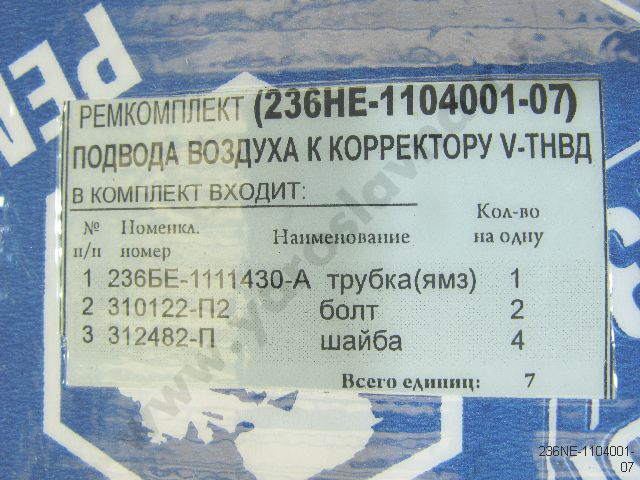 РЕМКОМПЛЕКТ (236НЕ-1104001-07)
ПОДВОДА ВОЗДУХА К КОРРЕКТОРУ V-ТНВД
В КОМПЛЕКТ ВХОДИТ:
№ п/п Номенкл. номер Наименование Кол-во на одну
1 236БЕ-1111430-А трубка(ямз) 1
2 310122-П2 болт 2
3 312482-П шайба 4
Всего единиц: 7
236NE-1104001-
07